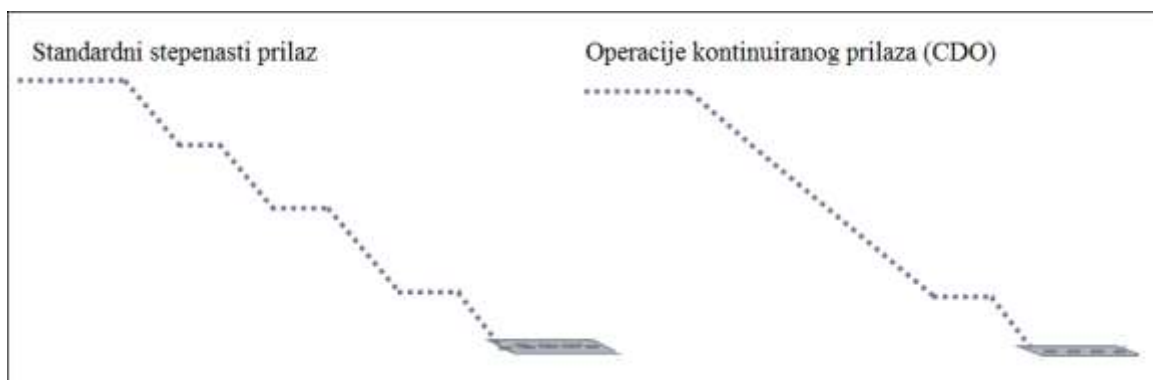 Standardni stepenasti prilaz
Operacije kontinuiranog prilaza (CDO)